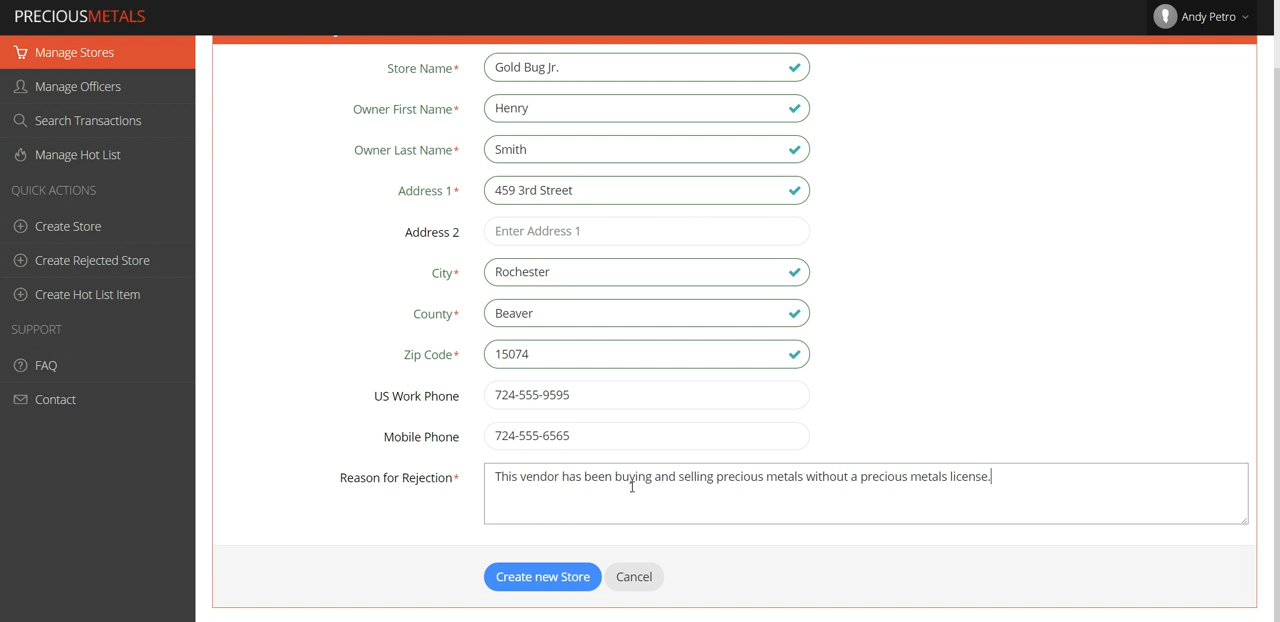 PRECIOUSMETALS
Andy Petro
Manage Stores
Manage Officers
Search Transactions
Manage Hot List
QUICK ACTIONS
Create Store
Create Rejected Store
Create Hot List Item
SUPPORT
FAQ
Contact
Store Name* Gold Bug Jr.
Owner First Name* Henry
Owner Last Name* Smith
Address 1* 459 3rd Street
Address 2 Enter Address 1
City* Rochester
County* Beaver
Zip Code* 15074
US Work Phone 724-555-9595
Mobile Phone 724-555-6565
Reason for Rejection* This vendor has been buying and selling precious metals without a precious metals license.
Create new Store Cancel